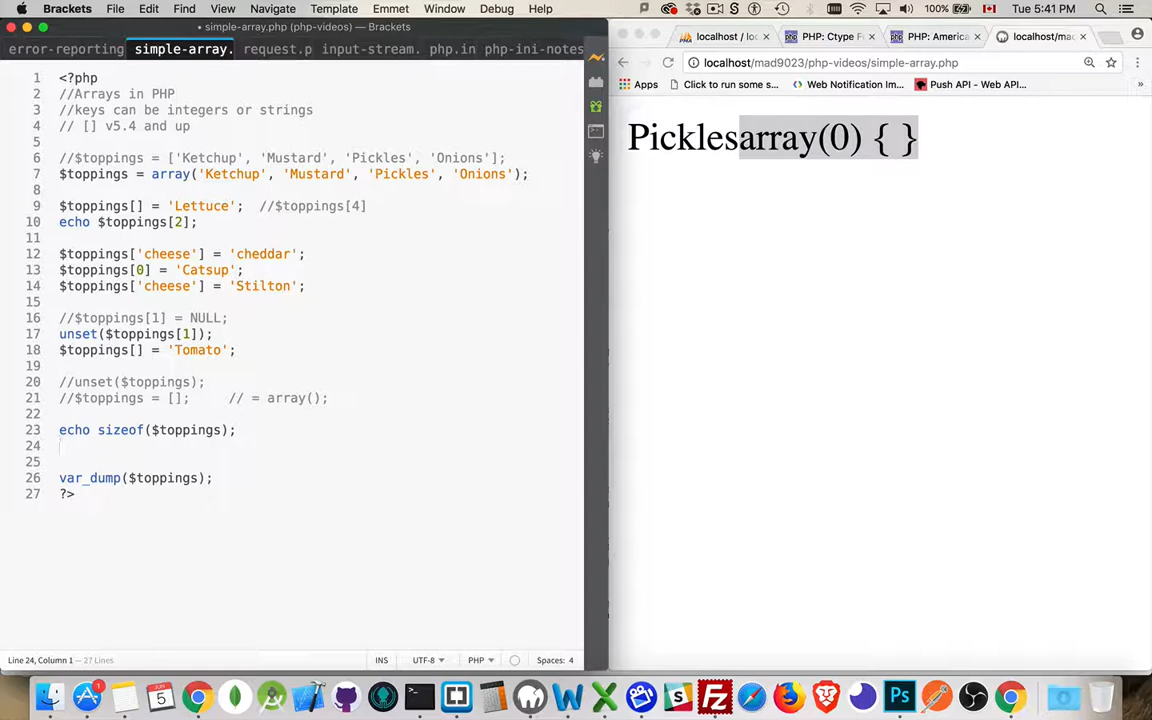 Brackets File Edit Find View Navigate Template Emmet Window Debug Help 100% Tue 5:41 PM
• simple-array.php (php-videos) — Brackets
error-reporting simple-array. request.p input-stream. php.in php-ini-notes
localhost / loc PHP: Ctype F PHP: America localhost/mac
localhost/mad9023/php-videos/simple-array.php
Apps Click to run some s... Web Notification Im... Push API - Web API... »
1 <?php
2 //Arrays in PHP
3 //keys can be integers or strings
4 // [] v5.4 and up
5
6 //$toppings = ['Ketchup', 'Mustard', 'Pickles', 'Onions'];
7 $toppings = array('Ketchup', 'Mustard', 'Pickles', 'Onions');
8
9 $toppings[] = 'Lettuce'; //$toppings[4]
10 echo $toppings[2];
11
12 $toppings['cheese'] = 'cheddar';
13 $toppings[0] = 'Catsup';
14 $toppings['cheese'] = 'Stilton';
15
16 //$toppings[1] = NULL;
17 unset($toppings[1]);
18 $toppings[] = 'Tomato';
19
20 //unset($toppings);
21 //$toppings = []; // = array();
22
23 echo sizeof($toppings);
24
25
26 var_dump($toppings);
27 ?>
Picklesarray(0) { }
Line 24, Column 1 — 27 Lines INS UTF-8 PHP Spaces: 4